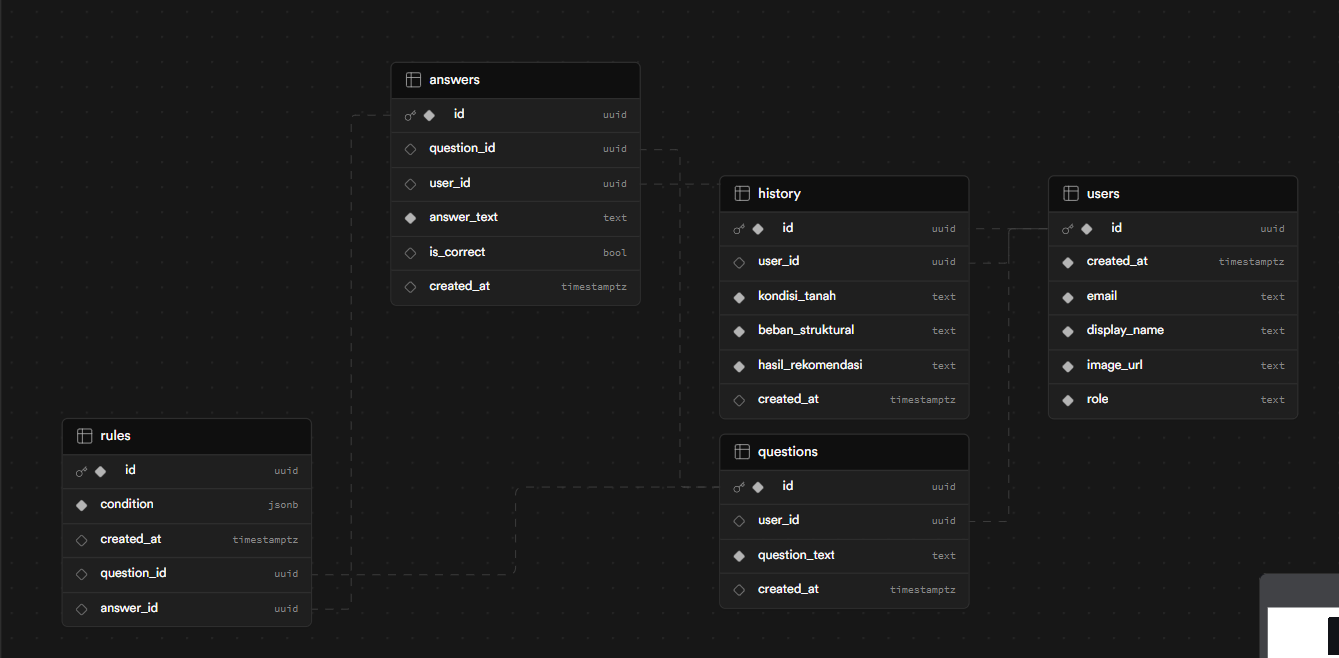 answers
id uuid
question_id uuid
user_id uuid
answer_text text
is_correct bool
created_at timestamptz
history
id uuid
user_id uuid
kondisi_tanah text
beban_struktural text
hasil_rekomendasi text
created_at timestamptz
users
id uuid
created_at timestamptz
email text
display_name text
image_url text
role text
rules
id uuid
condition jsonb
created_at timestamptz
question_id uuid
answer_id uuid
questions
id uuid
user_id uuid
question_text text
created_at timestamptz